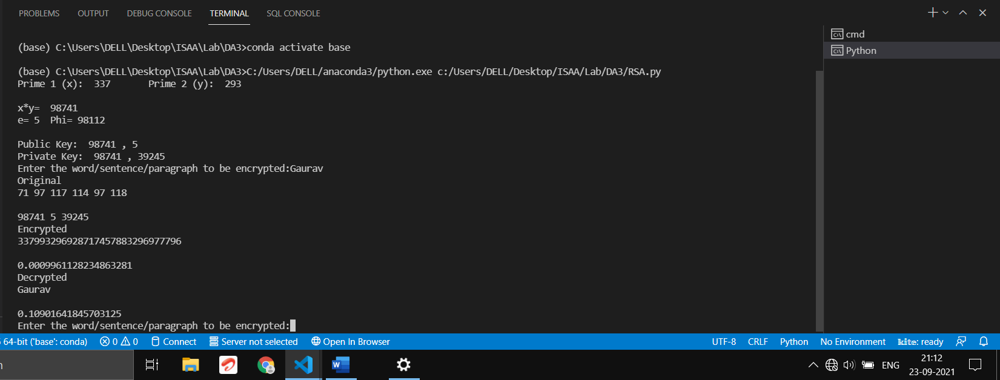 PROBLEMS OUTPUT DEBUG CONSOLE TERMINAL SQL CONSOLE
(base) C:\Users\DELL\Desktop\ISAA\Lab\DA3>conda activate base
(base) C:\Users\DELL\Desktop\ISAA\Lab\DA3>C:/Users/DELL/anaconda3/python.exe c:/Users/DELL/Desktop/ISAA/Lab/DA3/RSA.py
Prime 1 (x):  337       Prime 2 (y):  293
x*y=  98741
e= 5  Phi= 98112
Public Key:  98741 , 5
Private Key:  98741 , 39245
Enter the word/sentence/paragraph to be encrypted:Gaurav
Original
71 97 117 114 97 118
98741 5 39245
Encrypted
337993296928717457883296977796
0.0009961128234863281
Decrypted
Gaurav
0.10901641845703125
Enter the word/sentence/paragraph to be encrypted:
cmd
Python
64-bit ('base': conda) 0 0 Connect Server not selected Open In Browser UTF-8 CRLF Python No Environment kite: ready
ENG
21:12
23-09-2021